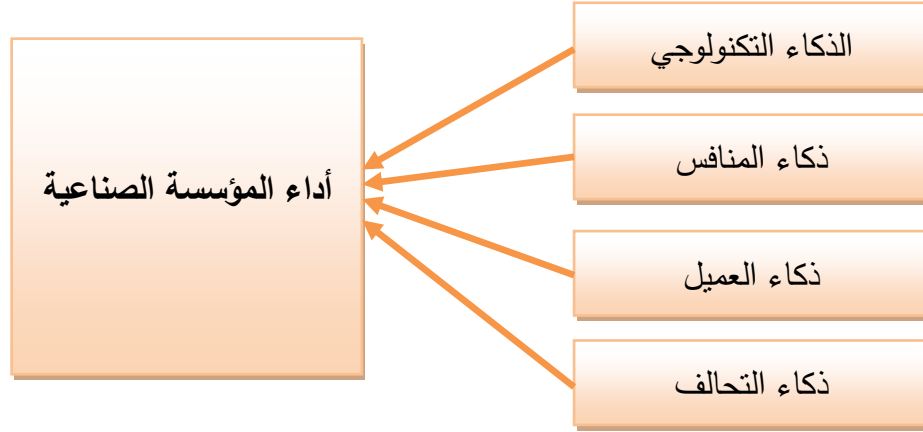 الذكاء التكنولوجي
ذكاء المنافس
أداء المؤسسة الصناعية
ذكاء العميل
ذكاء التحالف